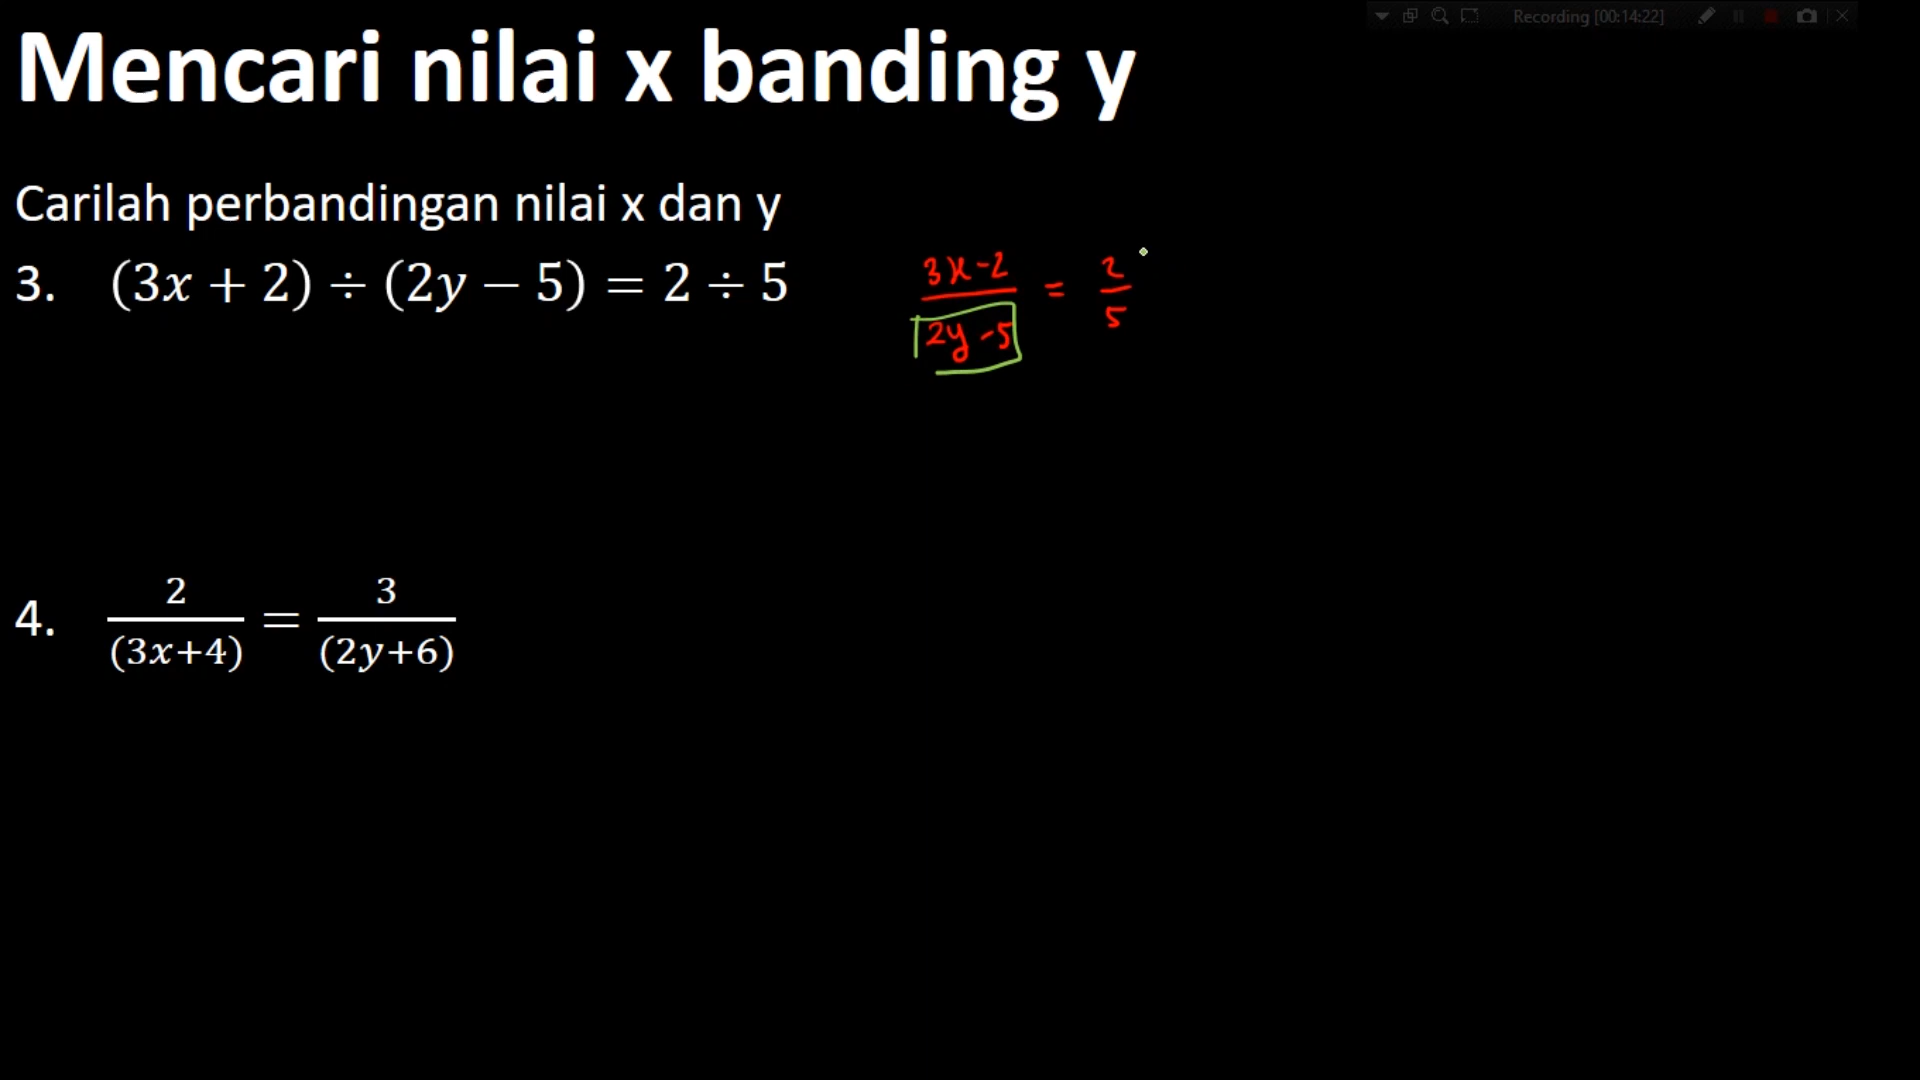 Recording [00:14:22]
Mencari nilai x banding y
Carilah perbandingan nilai x dan y
3. (3x + 2) ÷ (2y − 5) = 2 ÷ 5
3x-2 / 2y-5 = 2 / 5
4. 2 / (3x+4) = 3 / (2y+6)